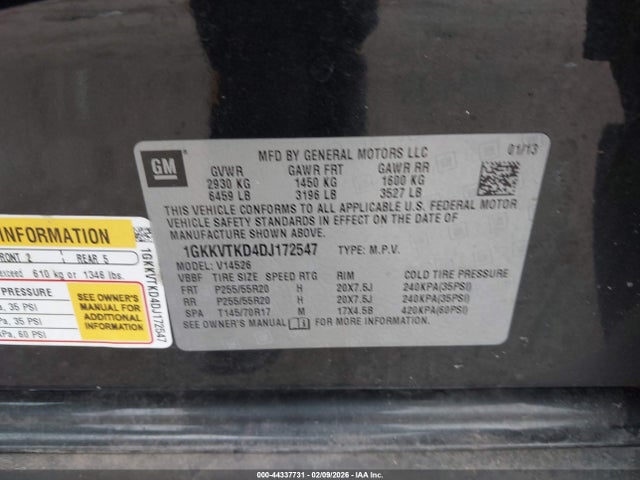 GM
MFD BY GENERAL MOTORS LLC 01/13
GVWR GAWR FRT GAWR RR
2930 KG 1450 KG 1600 KG
6459 LB 3196 LB 3527 LB
THIS VEHICLE CONFORMS TO ALL APPLICABLE U.S. FEDERAL MOTOR
VEHICLE SAFETY STANDARDS IN EFFECT ON THE DATE OF
MANUFACTURE SHOWN ABOVE.
1GKKVTKD4DJ172547 TYPE: M.P.V.
MODEL: V14526
VBBF TIRE SIZE SPEED RTG RIM COLD TIRE PRESSURE
FRT P255/55R20 H 20X7.5J 240KPA(35PSI)
RR P255/55R20 H 20X7.5J 240KPA(35PSI)
SPA T145/70R17 M 17X4.5B 420KPA(60PSI)
SEE OWNER'S MANUAL FOR MORE INFORMATION.
INFORMATION
FRONT 2 REAR 5
exceed 610 kg or 1346 lbs.
PRESSURE
, 35 PSI
a, 35 PSI
kPa, 60 PSI
SEE OWNER'S
MANUAL FOR
ADDITIONAL
INFORMATION
1GKKVTKD4DJ172547
000-44337731 - 02/09/2026 - IAAI.COM